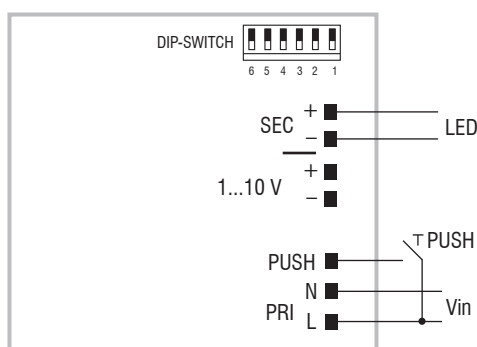 DIP-SWITCH
6 5 4 3 2 1
SEC + − LED
1...10 V + −
PUSH
PUSH
PRI N L Vin